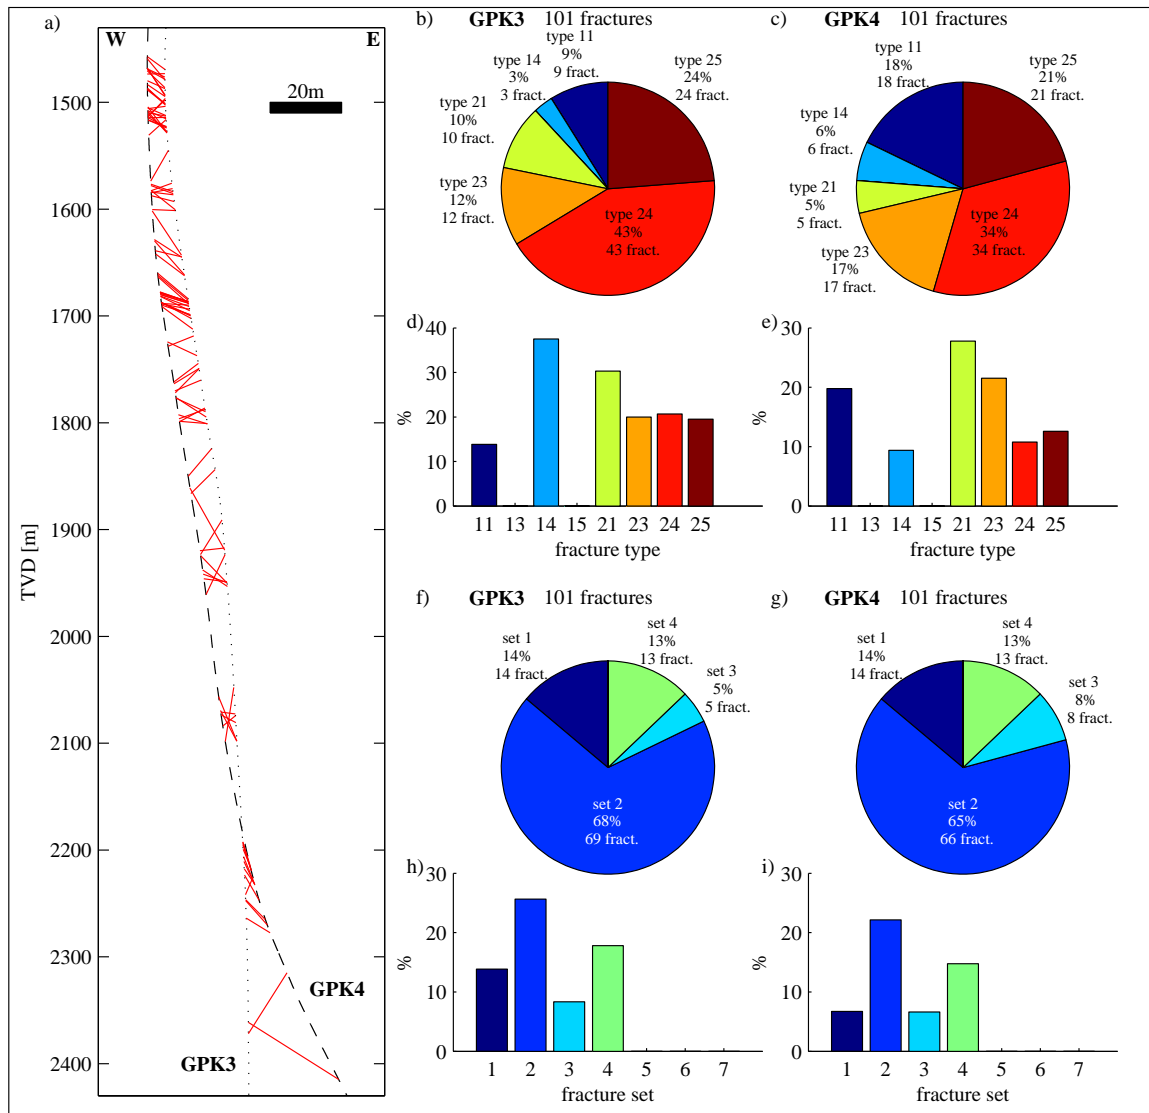 a)
W
E
20m
1500
1600
1700
1800
1900
2000
2100
2200
2300
2400
TVD [m]
GPK4
GPK3
b) GPK3 101 fractures
type 11
9%
9 fract.
type 14
3%
3 fract.
type 21
10%
10 fract.
type 23
12%
12 fract.
type 24
43%
43 fract.
type 25
24%
24 fract.
c) GPK4 101 fractures
type 11
18%
18 fract.
type 14
6%
6 fract.
type 21
5%
5 fract.
type 23
17%
17 fract.
type 24
34%
34 fract.
type 25
21%
21 fract.
d)
40
30
20
10
0
%
11 13 14 15 21 23 24 25
fracture type
e)
30
20
10
0
%
11 13 14 15 21 23 24 25
fracture type
f) GPK3 101 fractures
set 1
14%
14 fract.
set 4
13%
13 fract.
set 3
5%
5 fract.
set 2
68%
69 fract.
g) GPK4 101 fractures
set 1
14%
14 fract.
set 4
13%
13 fract.
set 3
8%
8 fract.
set 2
65%
66 fract.
h)
30
20
10
0
%
1 2 3 4 5 6 7
fracture set
i)
30
20
10
0
%
1 2 3 4 5 6 7
fracture set